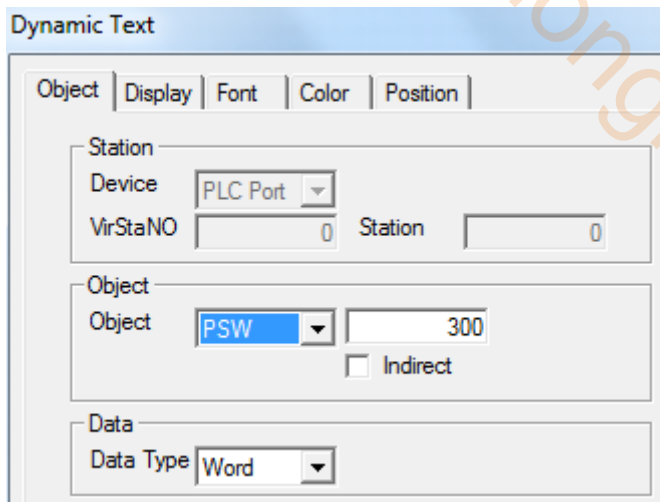 Dynamic Text
Object Display Font Color Position
Station
Device PLC Port
VirStaNO 0 Station 0
Object
Object PSW 300
Indirect
Data
Data Type Word